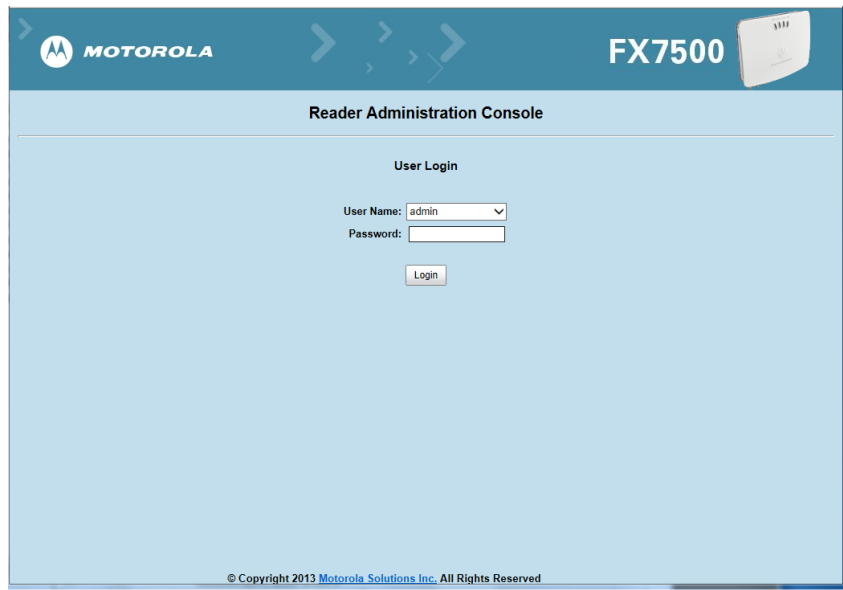 MOTOROLA
FX7500
Reader Administration Console
User Login
User Name: admin
Password:
Login
© Copyright 2013 Motorola Solutions Inc. All Rights Reserved